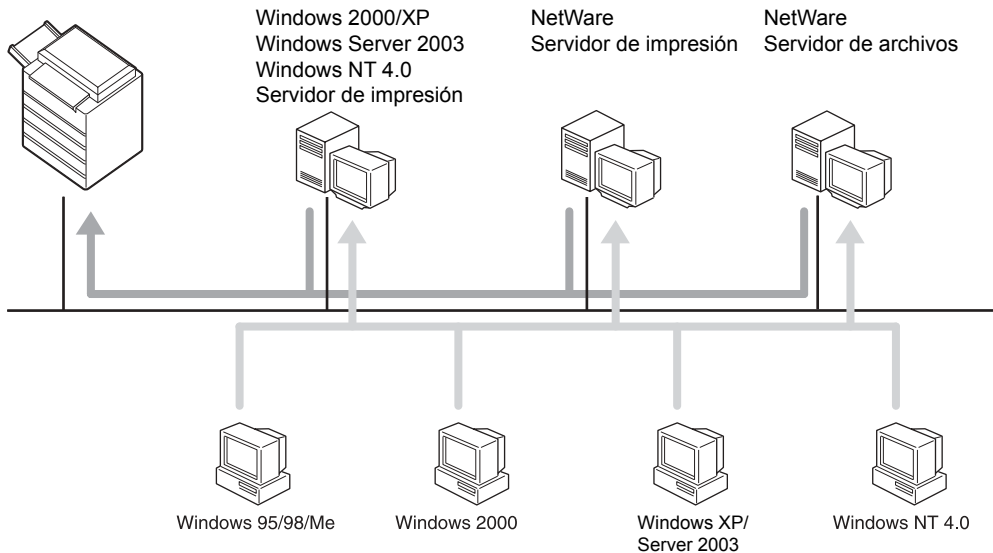 Windows 2000/XP
Windows Server 2003
Windows NT 4.0
Servidor de impresión
NetWare
Servidor de impresión
NetWare
Servidor de archivos
Windows 95/98/Me
Windows 2000
Windows XP/
Server 2003
Windows NT 4.0